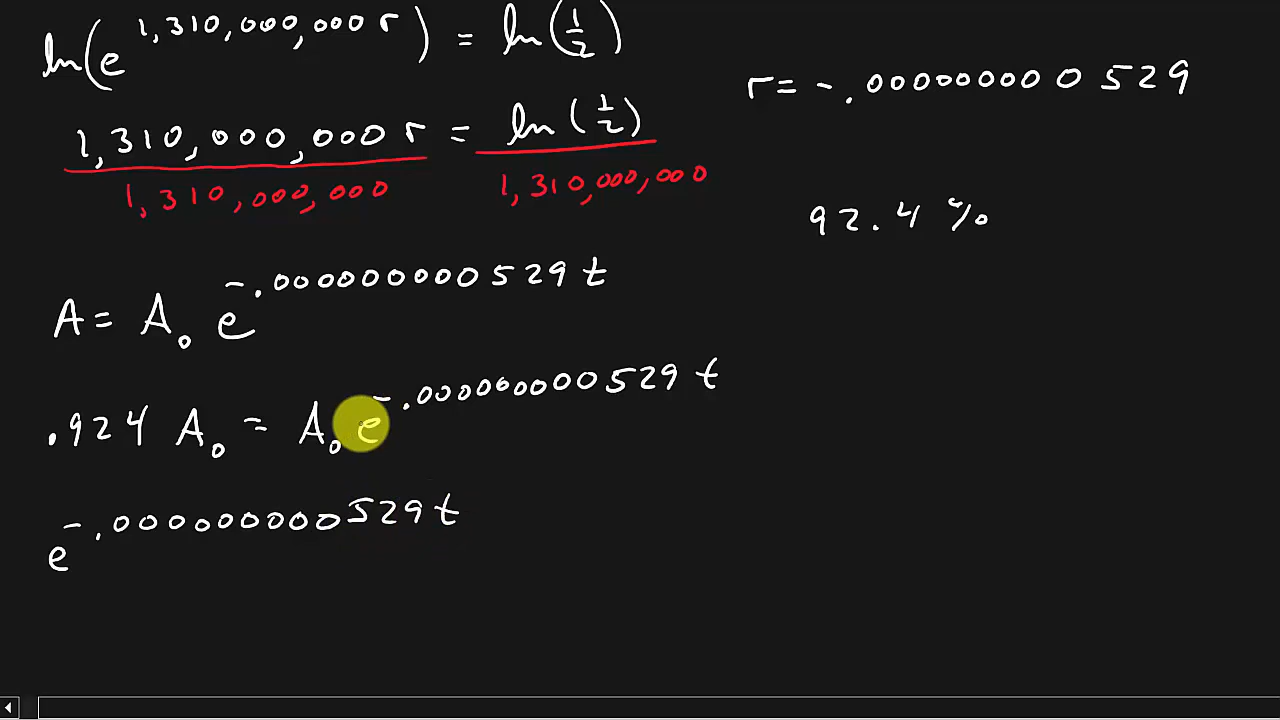 ln(e^1,310,000,000 r) = ln(1/2)
1,310,000,000 r = ln(1/2)
1,310,000,000 1,310,000,000
A = A₀ e^-.000000000529 t
.924 A₀ = A₀ e^-.000000000529 t
e^-.000000000529 t
r = -.000000000529
92.4 %